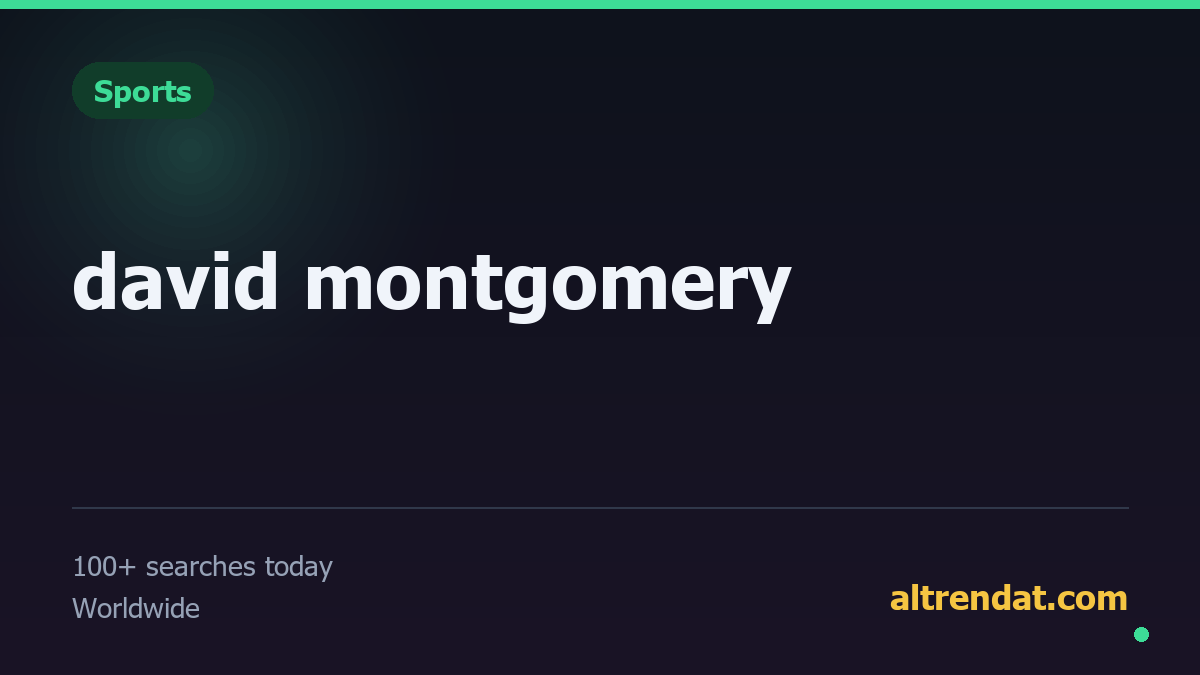 Sports
david montgomery
100+ searches today
Worldwide
altrendat.com